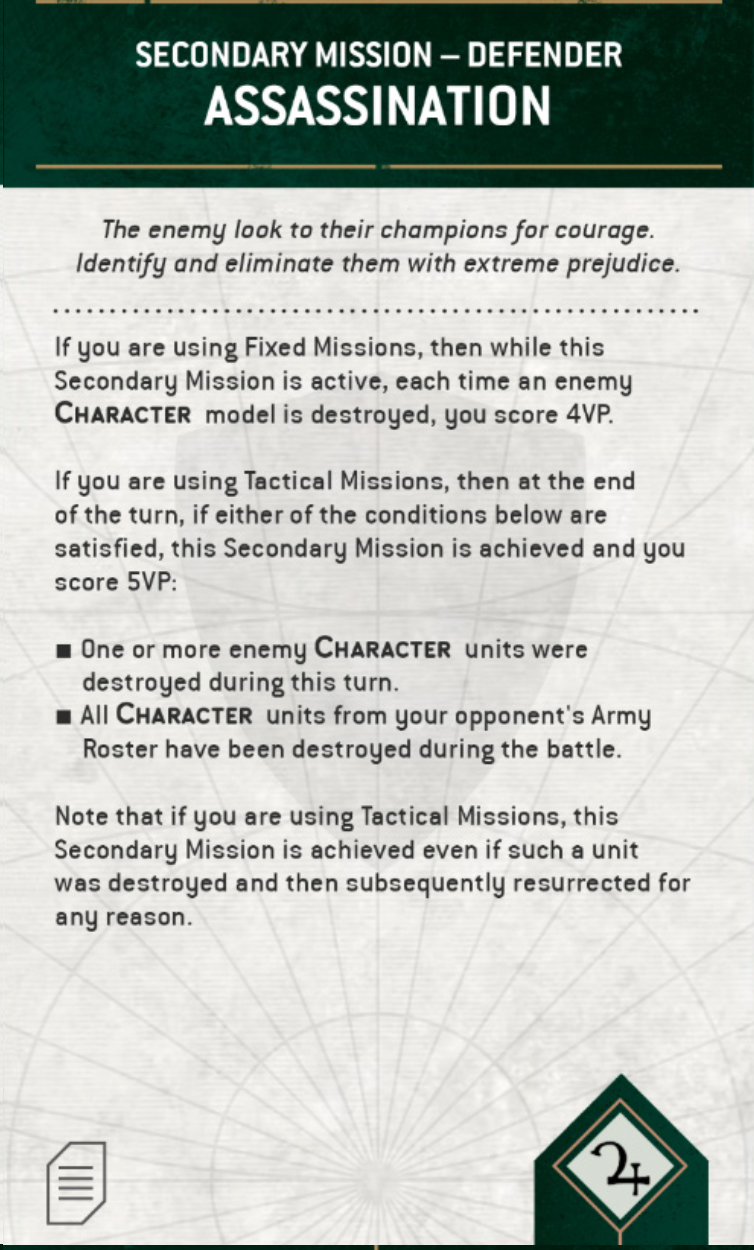 SECONDARY MISSION – DEFENDER
ASSASSINATION
The enemy look to their champions for courage.
Identify and eliminate them with extreme prejudice.
If you are using Fixed Missions, then while this
Secondary Mission is active, each time an enemy
CHARACTER model is destroyed, you score 4VP.
If you are using Tactical Missions, then at the end
of the turn, if either of the conditions below are
satisfied, this Secondary Mission is achieved and you
score 5VP:
■ One or more enemy CHARACTER units were
destroyed during this turn.
■ All CHARACTER units from your opponent's Army
Roster have been destroyed during the battle.
Note that if you are using Tactical Missions, this
Secondary Mission is achieved even if such a unit
was destroyed and then subsequently resurrected for
any reason.